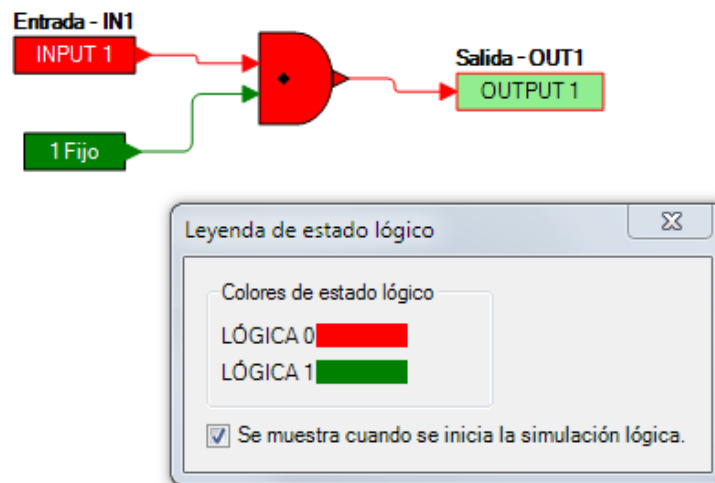 Entrada - IN1
INPUT 1
Salida - OUT1
OUTPUT 1
1 Fijo
Leyenda de estado lógico
Colores de estado lógico
LÓGICA 0
LÓGICA 1
Se muestra cuando se inicia la simulación lógica.